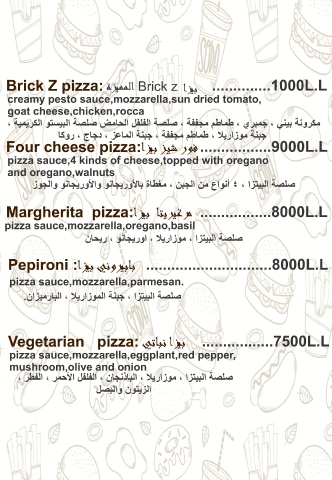 Brick Z pizza: بيزا Brick z المميزة ...............1000L.L
creamy pesto sauce,mozzarella,sun dried tomato,
goat cheese,chicken,rocca
مكرونة بيني ، جمبري ، طماطم مجففة ، صلصة الفلفل الحامض صلصة البيستو الكريمية ،
جبنة موزاريلا ، طماطم مجففة ، جبنة الماعز ، دجاج ، روكا
Four cheese pizza: فور شيز بيزا ..................9000L.L
pizza sauce,4 kinds of cheese,topped with oregano
and oregano,walnuts
صلصة البيتزا ، ٤ أنواع من الجبن ، مغطاة بالأوريجانو والأوريجانو والجوز
Margherita pizza: مرغيريتا بيزا ..................8000L.L
pizza sauce,mozzarella,oregano,basil
صلصة البيتزا ، موزاريلا ، اوريجانو ، ريحان
Pepironi : بابيروني بيزا ................................8000L.L
pizza sauce,mozzarella,parmesan.
صلصة البيتزا ، جبنة الموزاريلا ، البارميزان.
Vegetarian pizza: بيزا نباتي ..................7500L.L
pizza sauce,mozzarella,eggplant,red pepper,
mushroom,olive and onion
صلصة البيتزا ، موزاريلا ، الباذنجان ، الفلفل الأحمر ، الفطر ،
الزيتون والبصل